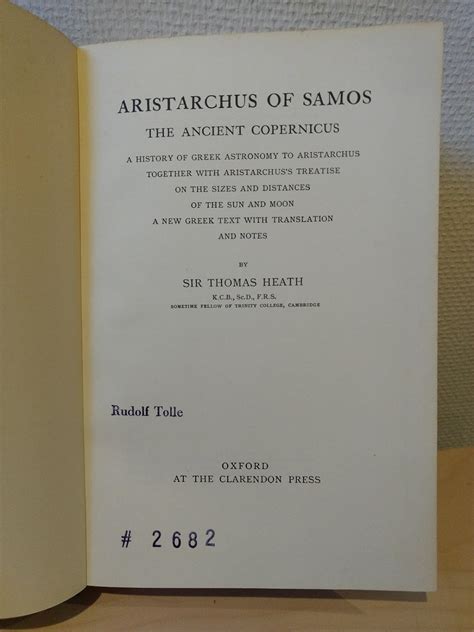 ARISTARCHUS OF SAMOS
THE ANCIENT COPERNICUS
A HISTORY OF GREEK ASTRONOMY TO ARISTARCHUS
TOGETHER WITH ARISTARCHUS'S TREATISE
ON THE SIZES AND DISTANCES
OF THE SUN AND MOON
A NEW GREEK TEXT WITH TRANSLATION
AND NOTES
BY
SIR THOMAS HEATH
K.C.B., Sc.D., F.R.S.
SOMETIME FELLOW OF TRINITY COLLEGE, CAMBRIDGE
Rudolf Tolle
OXFORD
AT THE CLARENDON PRESS
# 2682